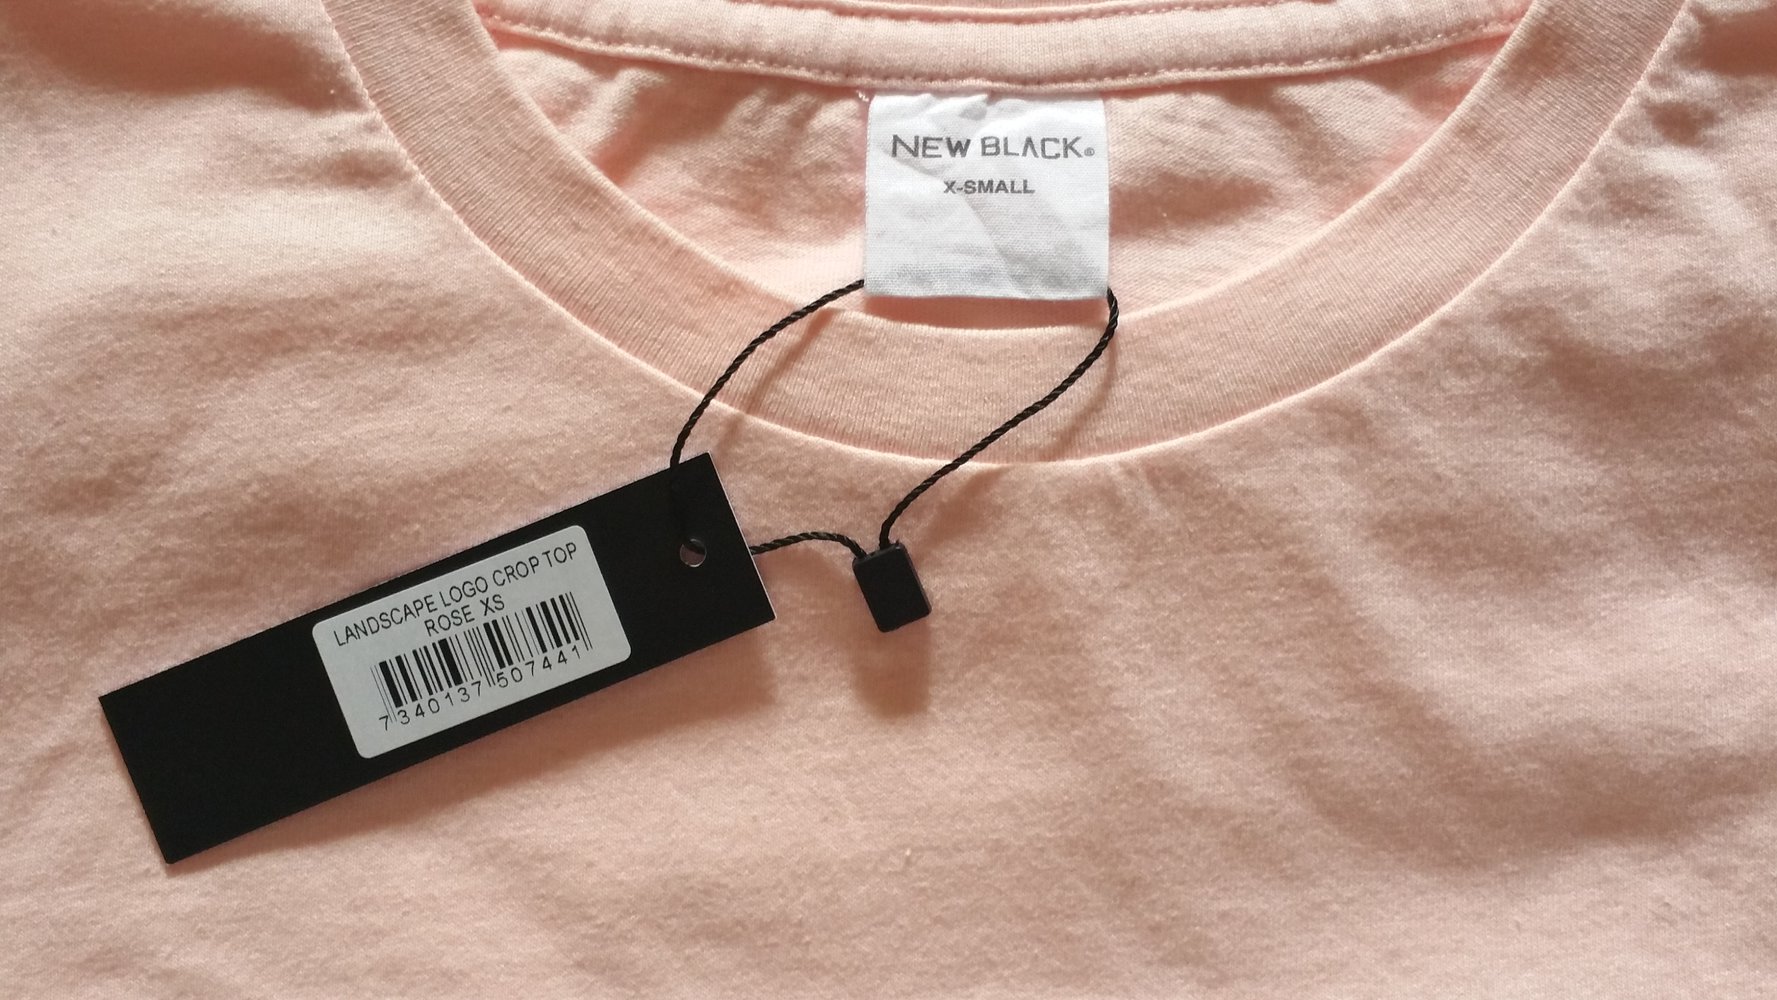 NEW BLACK®
X-SMALL
LANDSCAPE LOGO CROP TOP
ROSE XS
7340137507441